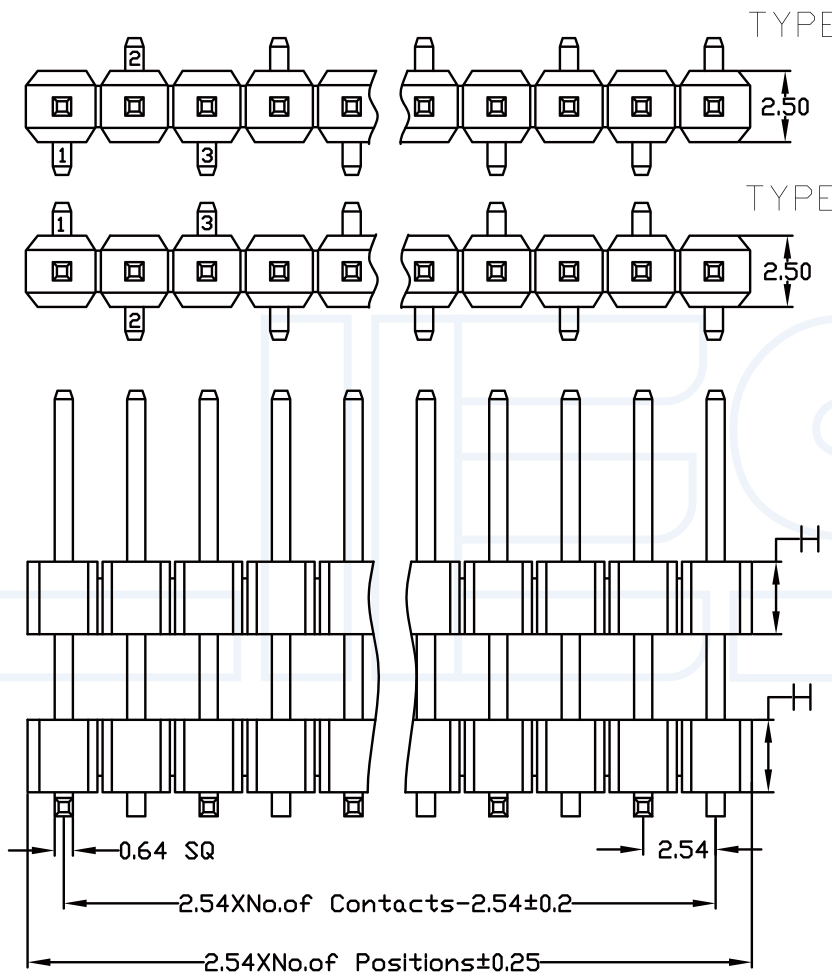 TYPE
2
2.50
1 3
TYPE
1 3
2.50
2
H
H
0.64 SQ
2.54
2.54XNo.of Contacts-2.54±0.2
2.54XNo.of Positions±0.25